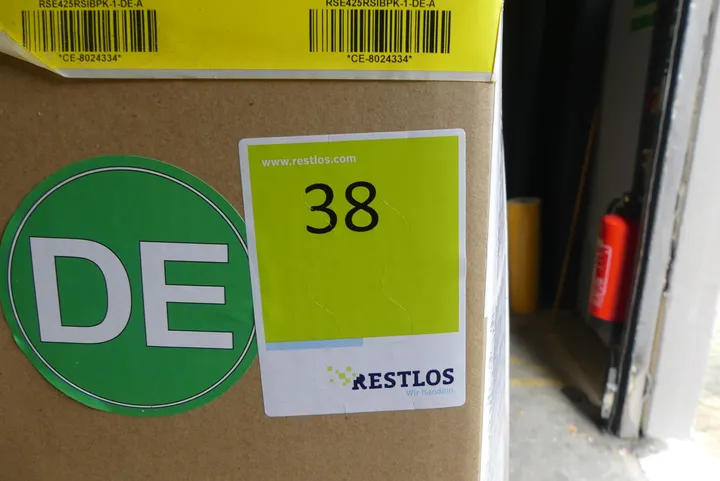 RSE425RSIBPK-1-DE-A RSE425RSIBPK-1-DE-A
*CE-8024334* *CE-8024334*
www.restlos.com
38
DE
RESTLOS
Wir handeln